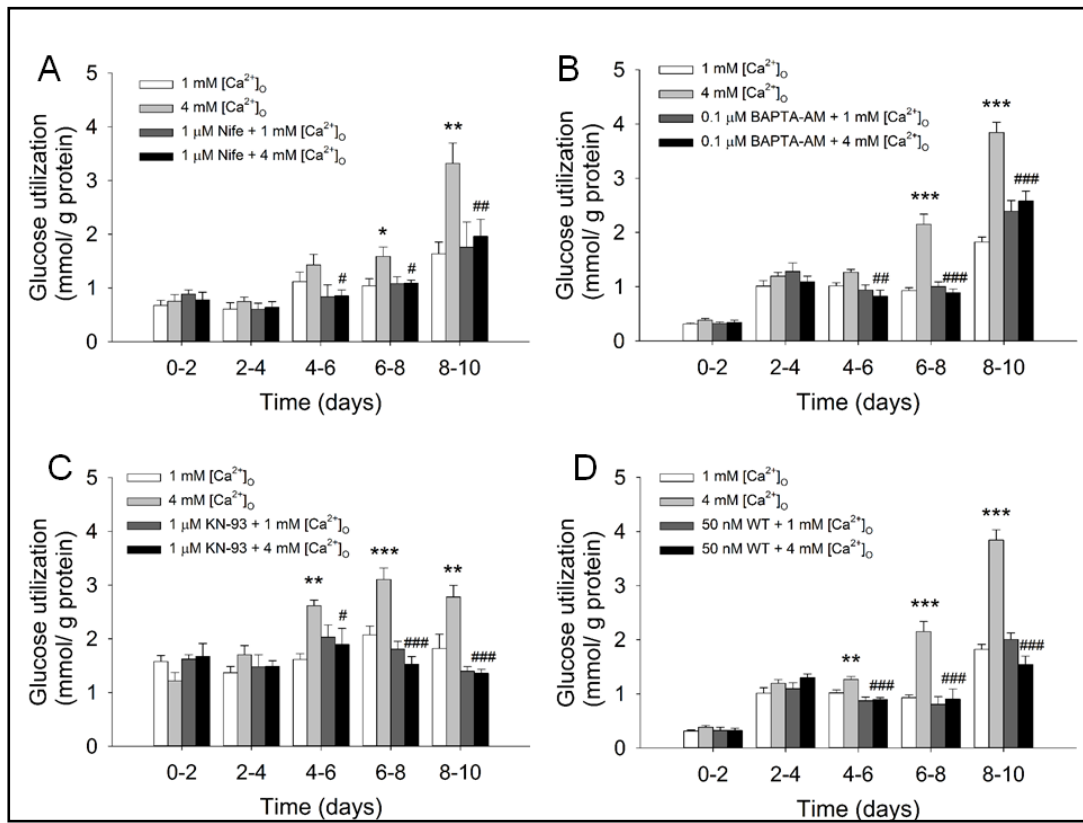 A
1 mM [Ca²⁺]O
4 mM [Ca²⁺]O
1 μM Nife + 1 mM [Ca²⁺]O
1 μM Nife + 4 mM [Ca²⁺]O
Glucose utilization
(mmol/ g protein)
5
4
3
2
1
0
#
*
#
**
##
0-2
2-4
4-6
6-8
8-10
Time (days)
B
1 mM [Ca²⁺]O
4 mM [Ca²⁺]O
0.1 μM BAPTA-AM + 1 mM [Ca²⁺]O
0.1 μM BAPTA-AM + 4 mM [Ca²⁺]O
Glucose utilization
(mmol/ g protein)
5
4
3
2
1
0
##
***
###
***
###
0-2
2-4
4-6
6-8
8-10
Time (days)
C
1 mM [Ca²⁺]O
4 mM [Ca²⁺]O
1 μM KN-93 + 1 mM [Ca²⁺]O
1 μM KN-93 + 4 mM [Ca²⁺]O
Glucose utilization
(mmol/ g protein)
5
4
3
2
1
0
**
#
***
###
**
###
0-2
2-4
4-6
6-8
8-10
Time (days)
D
1 mM [Ca²⁺]O
4 mM [Ca²⁺]O
50 nM WT + 1 mM [Ca²⁺]O
50 nM WT + 4 mM [Ca²⁺]O
Glucose utilization
(mmol/ g protein)
5
4
3
2
1
0
**
###
***
###
***
###
0-2
2-4
4-6
6-8
8-10
Time (days)